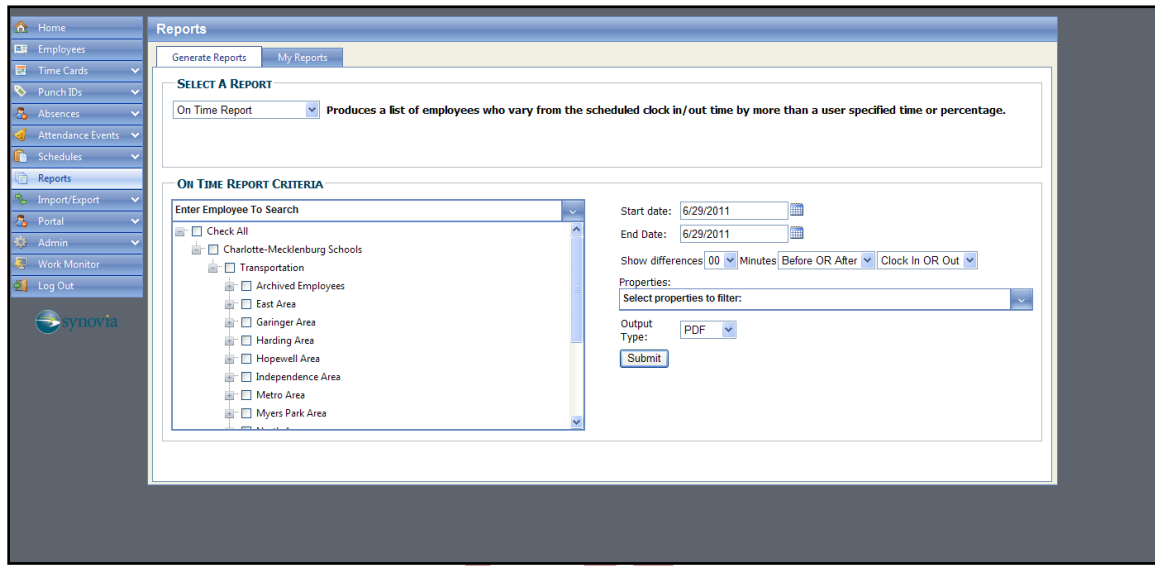 Home
Employees
Time Cards
Punch IDs
Absences
Attendance Events
Schedules
Reports
Import/Export
Portal
Admin
Work Monitor
Log Out
synovia
Reports
Generate Reports My Reports
SELECT A REPORT
On Time Report Produces a list of employees who vary from the scheduled clock in/out time by more than a user specified time or percentage.
ON TIME REPORT CRITERIA
Enter Employee To Search
Check All
Charlotte-Mecklenburg Schools
Transportation
Archived Employees
East Area
Garinger Area
Harding Area
Hopewell Area
Independence Area
Metro Area
Myers Park Area
Start date: 6/29/2011
End Date: 6/29/2011
Show differences 00 Minutes Before OR After Clock In OR Out
Properties:
Select properties to filter:
Output
Type: PDF
Submit